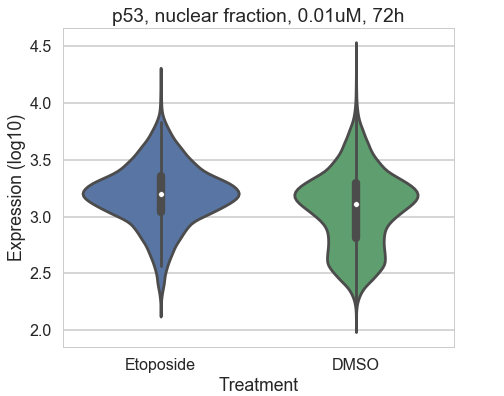 p53, nuclear fraction, 0.01uM, 72h
4.5
4.0
3.5
3.0
2.5
2.0
Expression (log10)
Etoposide DMSO
Treatment